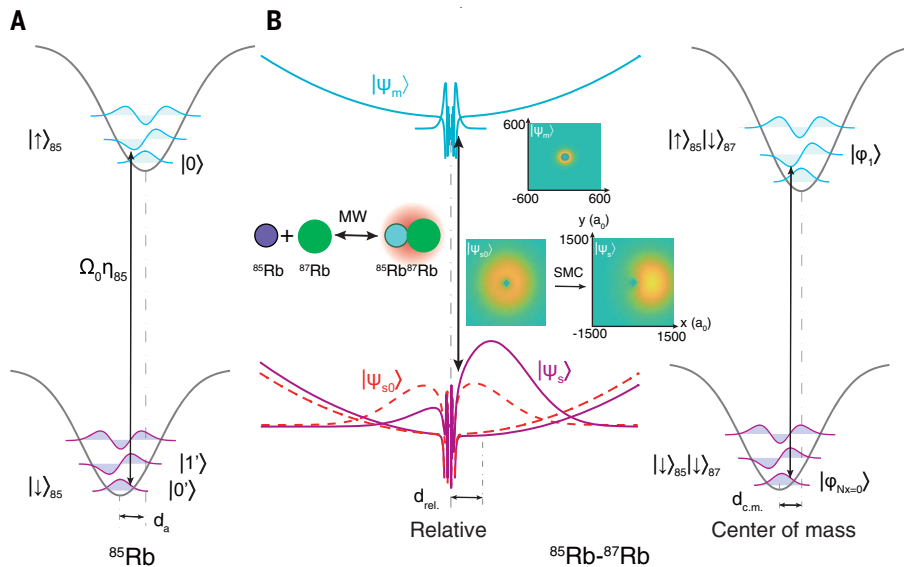 A
B
|↑⟩85
|0⟩
Ω0η85
|↓⟩85
|1'⟩
|0'⟩
da
85Rb
|Ψm⟩
600
|Ψm⟩
-600
600
MW
+
85Rb
87Rb
85Rb87Rb
y (a0)
1500
|Ψs0⟩
SMC
|Ψs⟩
x (a0)
-1500
1500
|Ψs0⟩
|Ψs⟩
drel.
Relative
|↑⟩85|↓⟩87
|φ1⟩
|↓⟩85|↓⟩87
|φNx=0⟩
dc.m.
Center of mass
85Rb-87Rb